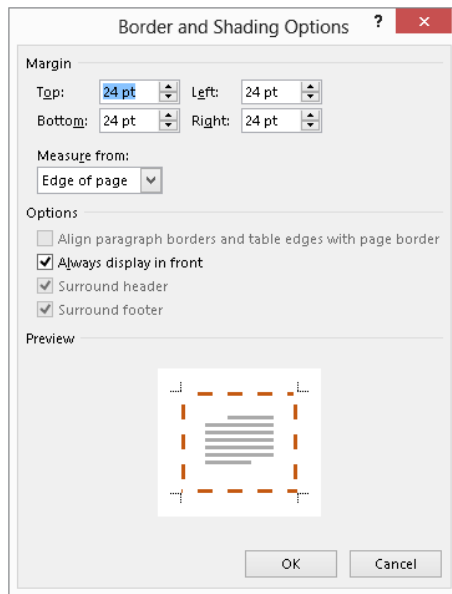 Border and Shading Options ? ×
Margin
Top: 24 pt Left: 24 pt
Bottom: 24 pt Right: 24 pt
Measure from:
Edge of page
Options
Align paragraph borders and table edges with page border
Always display in front
Surround header
Surround footer
Preview
OK Cancel